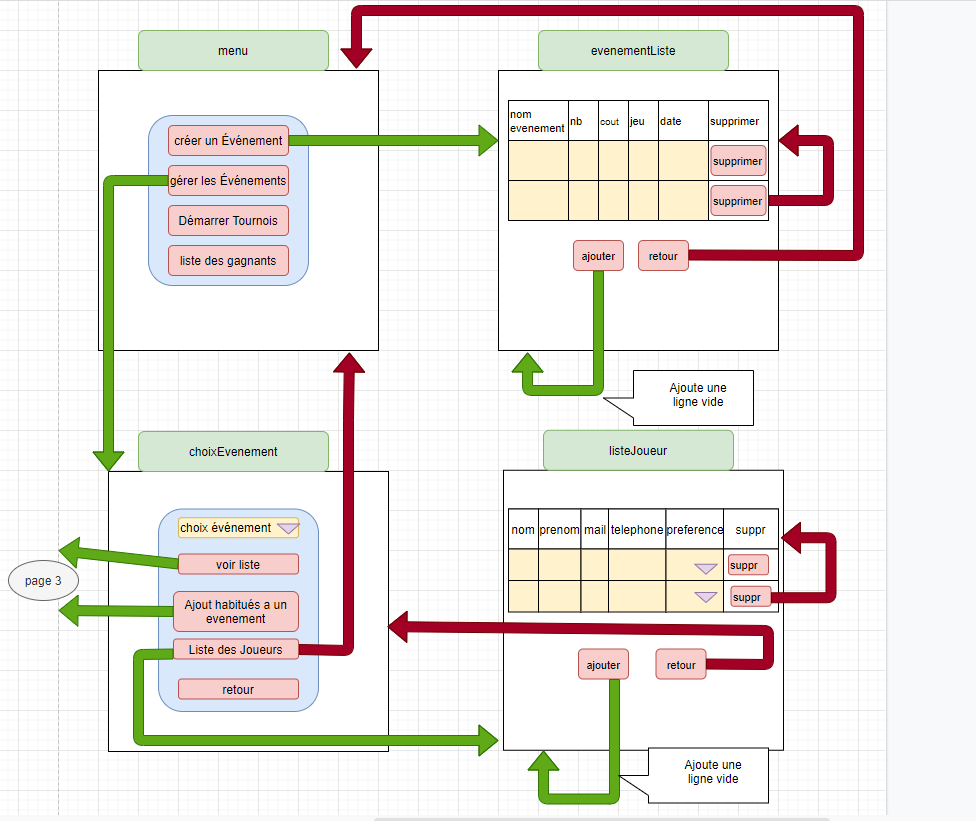 menu
créer un Événement
gérer les Événements
Démarrer Tournois
liste des gagnants
evenementListe
nom
evenement
nb
cout
jeu
date
supprimer
supprimer
supprimer
ajouter
retour
Ajoute une
ligne vide
choixEvenement
choix événement
voir liste
Ajout habitués a un
evenement
Liste des Joueurs
retour
page 3
listeJoueur
nom
prenom
mail
telephone
preference
suppr
suppr
suppr
ajouter
retour
Ajoute une
ligne vide